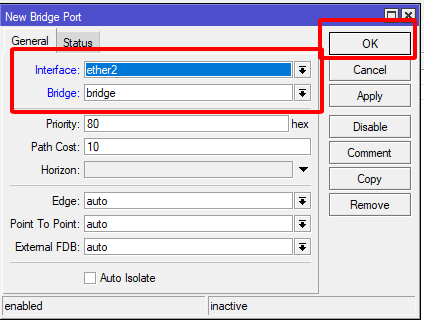 New Bridge Port
General Status
OK
Interface: ether2
Cancel
Bridge: bridge
Apply
Priority: 80 hex
Disable
Path Cost: 10
Comment
Horizon:
Copy
Edge: auto
Remove
Point To Point: auto
External FDB: auto
Auto Isolate
enabled inactive